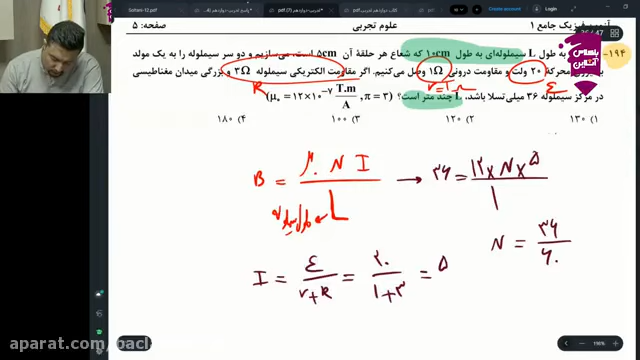 صفحه: ۵
علوم تجربی
۱۹۴-
به طول L سیملوله‌ای به طول ۱۰cm که شعاع هر حلقه آن ۵cm است، می‌سازیم و دو سر سیملوله را به یک مولد
محرکهٔ ۲۰ ولت و مقاومت درونی ۱Ω وصل می‌کنیم. اگر مقاومت الکتریکی سیملوله ۳Ω و بزرگی میدان مغناطیسی
در مرکز سیملوله ۳۶ میلی‌تسلا باشد، L چند متر است؟ (μ₀ = ۱۲×۱۰⁻⁷ T.m/A , π = ۳)
۱) ۱۳۰ ۲) ۱۲۰ ۳) ۱۰۰ ۴) ۱۸۰
R r=1Ω ε
B = μ₀ N I / L → ۳۶ = ۱۲ × N × ۵ / ۱
N = ۳۶ / ۶۰
I = ε / r+R = ۲۰ / ۱+۳ = ۵
196%
aparat.com/